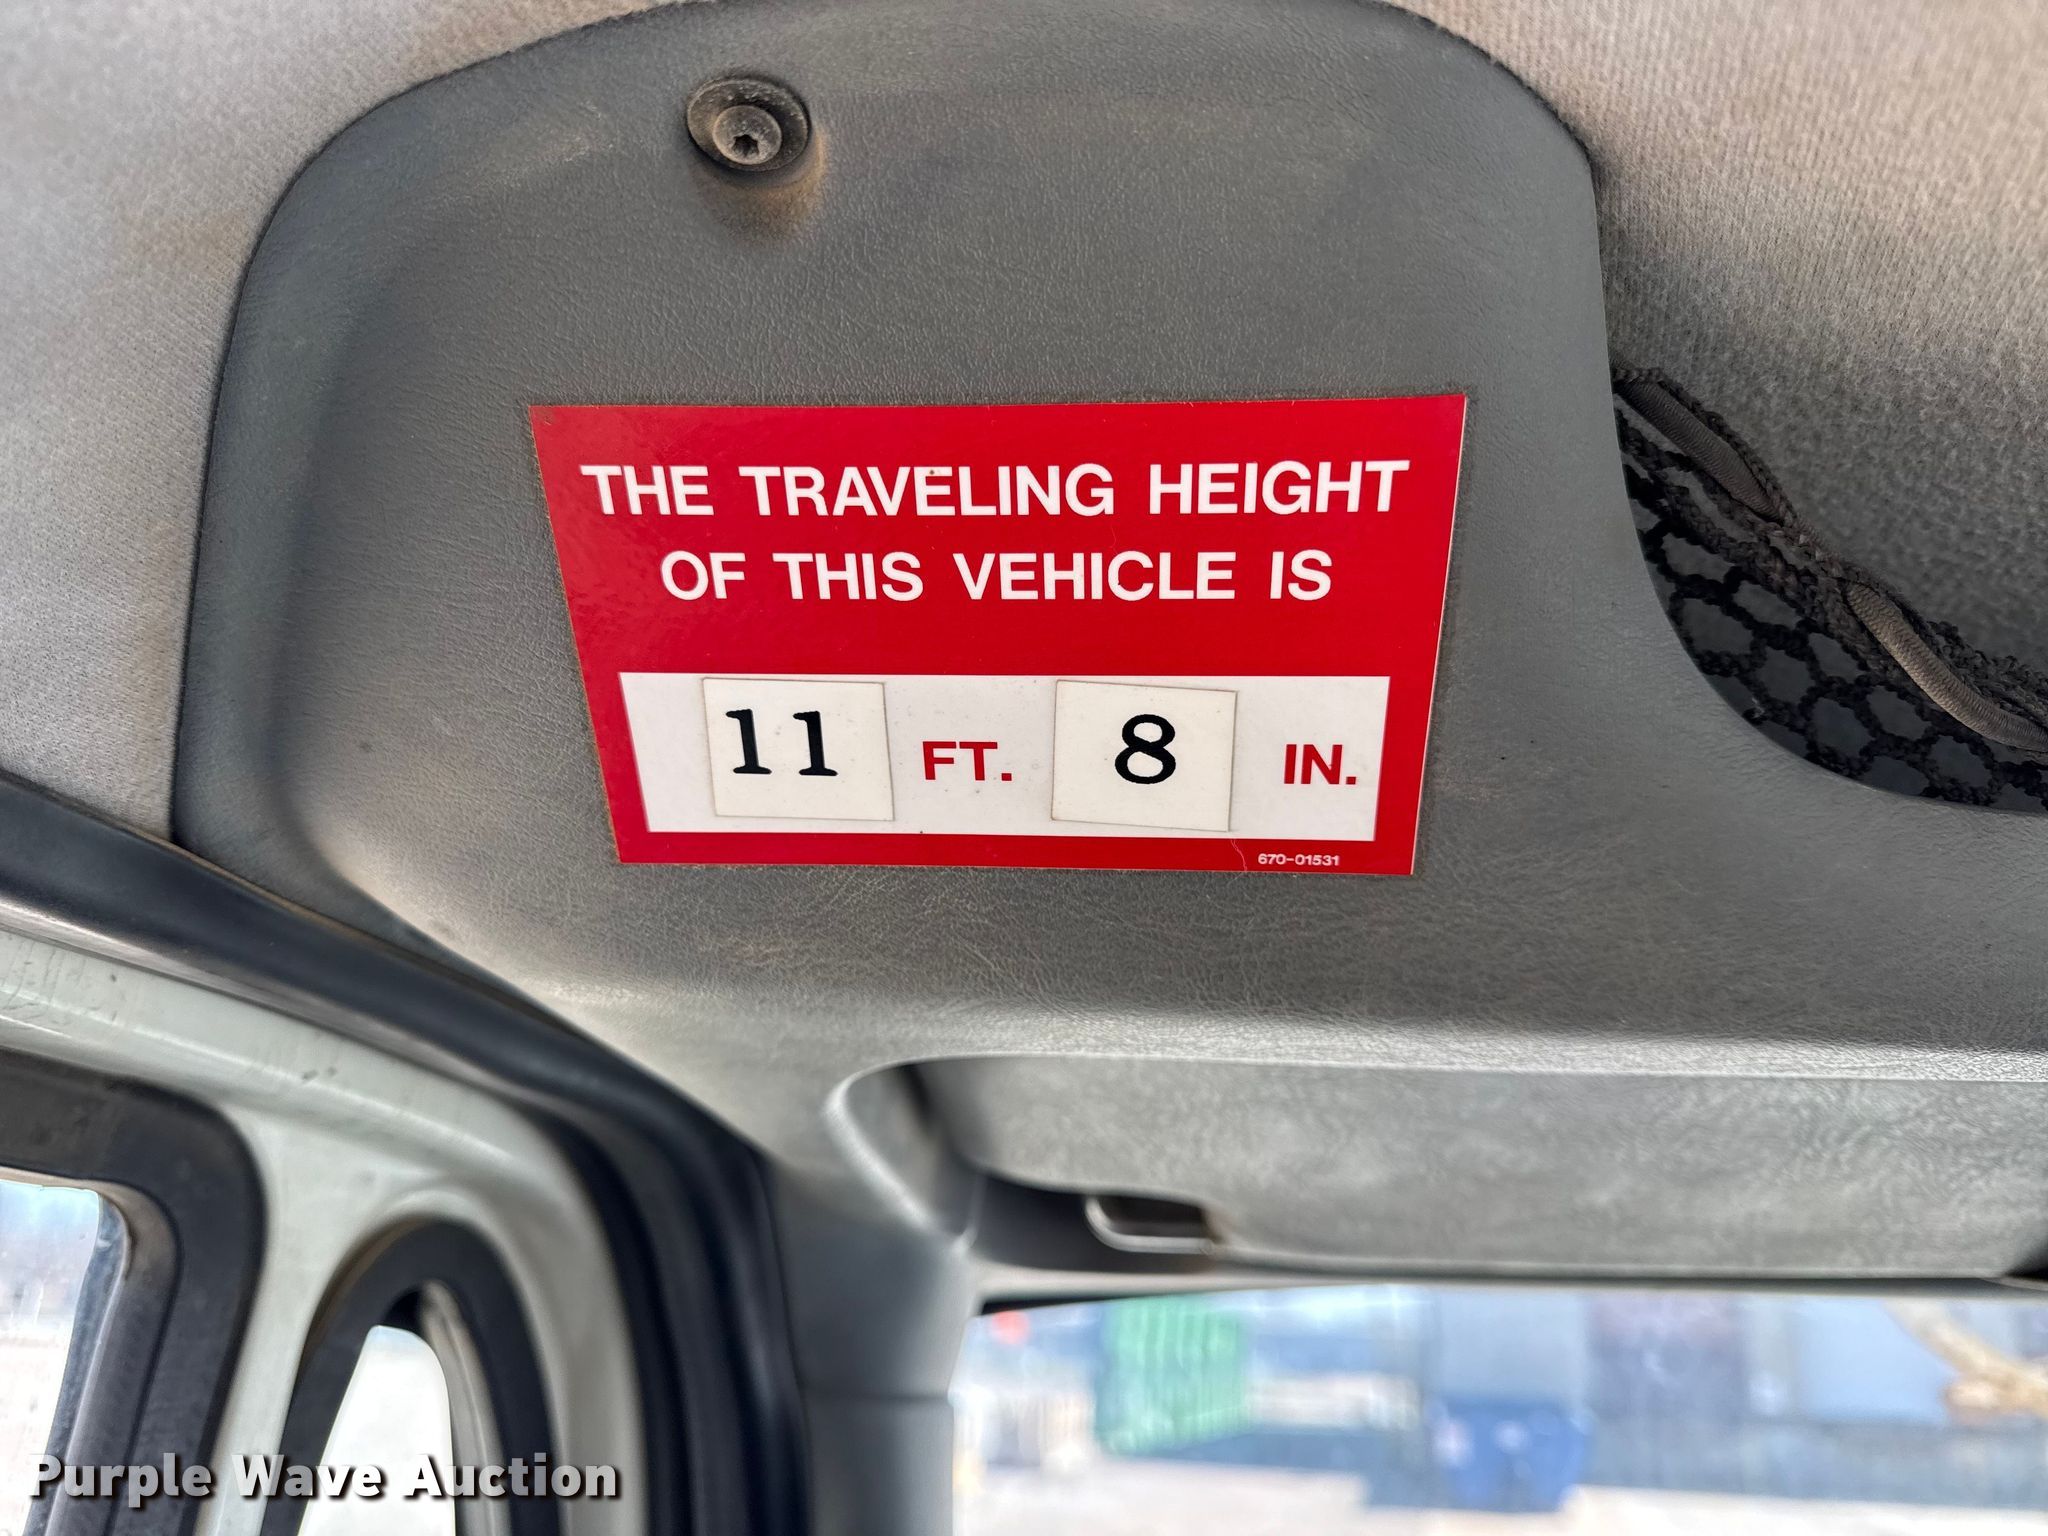 THE TRAVELING HEIGHT
OF THIS VEHICLE IS
11 FT. 8 IN.
670-01531
Purple Wave Auction